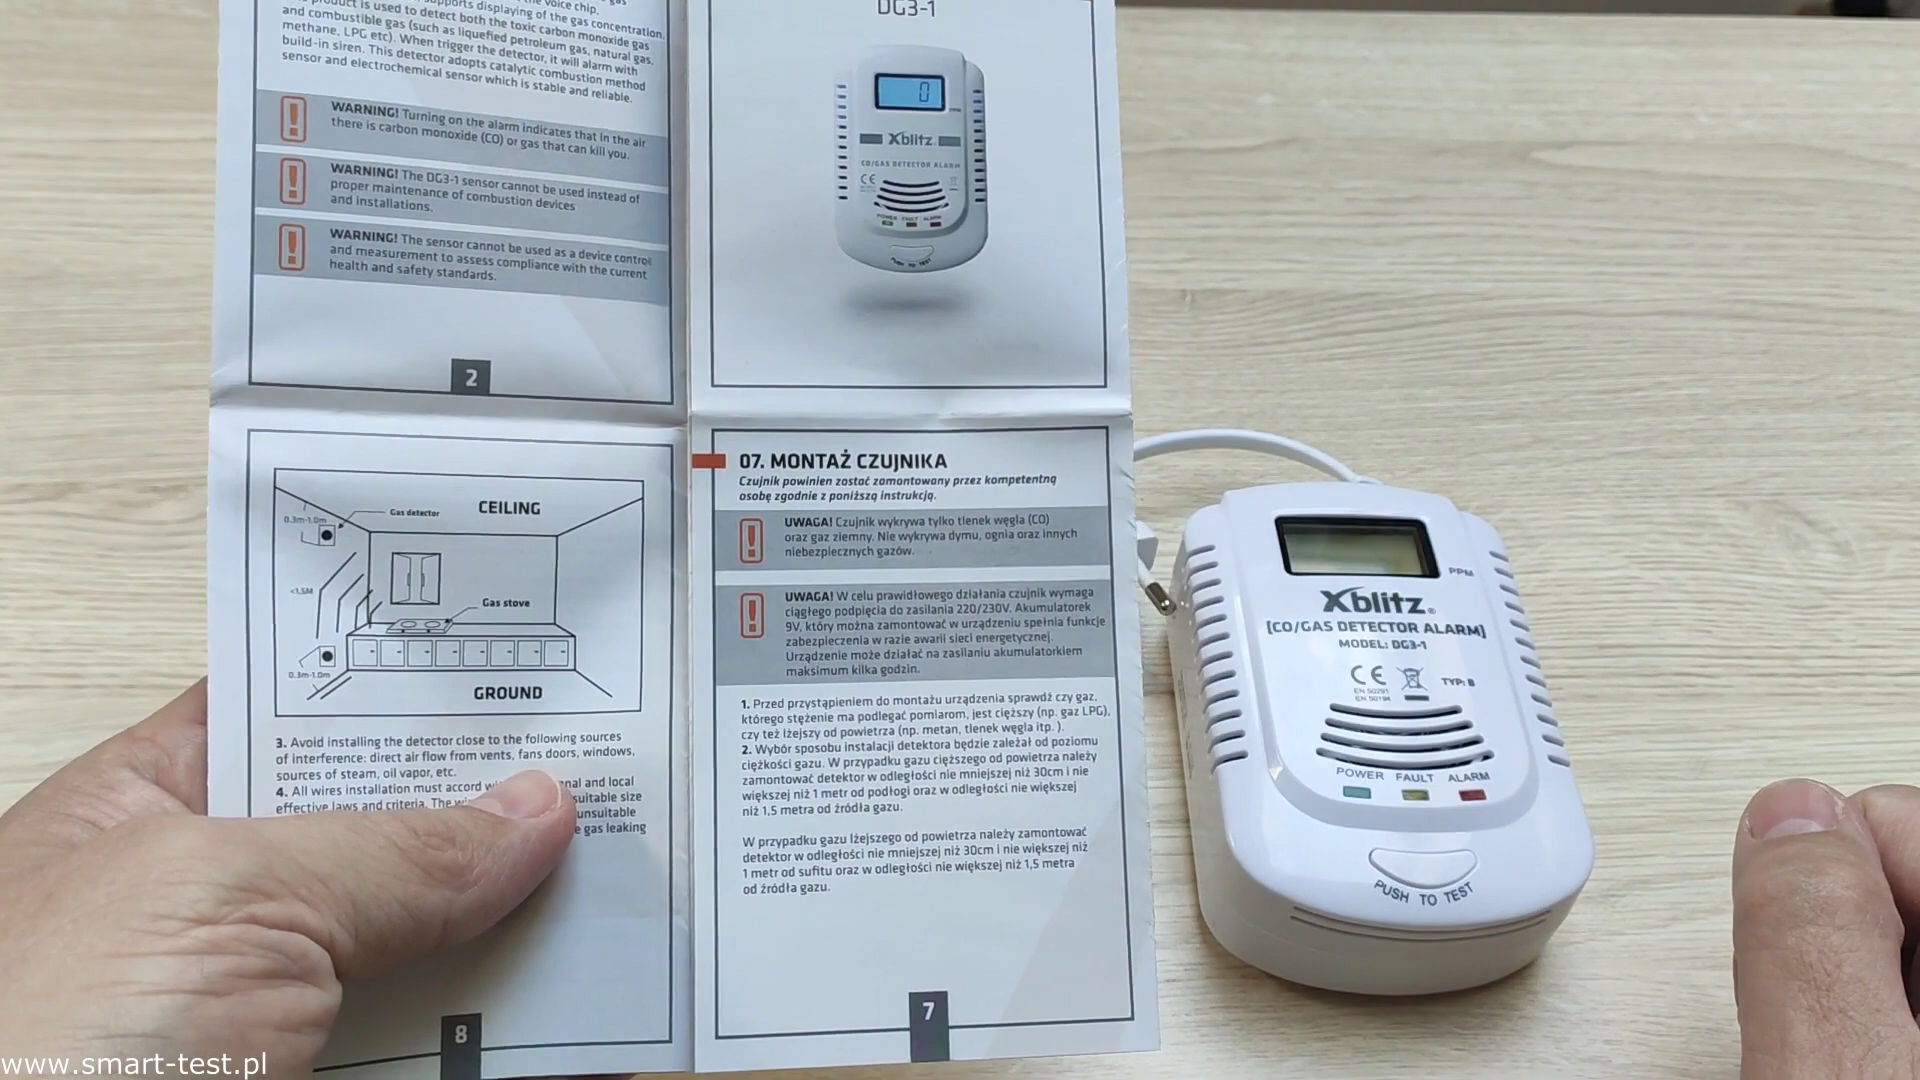 the voice chip,
supports displaying of the gas concentration.
product is used to detect both the toxic carbon monoxide gas
and combustible gas (such as liquefied petroleum gas, natural gas,
methane, LPG etc). When trigger the detector, it will alarm with
build-in siren. This detector adopts catalytic combustion method
sensor and electrochemical sensor which is stable and reliable.
WARNING! Turning on the alarm indicates that in the air
there is carbon monoxide (CO) or gas that can kill you.
WARNING! The DG3-1 sensor cannot be used instead of
proper maintenance of combustion devices
and installations.
WARNING! The sensor cannot be used as a device control
and measurement to assess compliance with the current
health and safety standards.
2
DG3-1
0
PPM
Xblitz
CO/GAS DETECTOR ALARM
CE
POWER FAULT ALARM
PUSH TO TEST
CEILING
Gas detector
0.3m-1.0m
<1.5M
Gas stove
0.3m-1.0m
GROUND
3. Avoid installing the detector close to the following sources
of interference: direct air flow from vents, fans doors, windows,
sources of steam, oil vapor, etc.
4. All wires installation must accord and local
effective laws and criteria. The suitable size
unsuitable
gas leaking
8
07. MONTAŻ CZUJNIKA
Czujnik powinien zostać zamontowany przez kompetentną
osobę zgodnie z poniższą instrukcją.
UWAGA! Czujnik wykrywa tylko tlenek węgla (CO)
oraz gaz ziemny. Nie wykrywa dymu, ognia oraz innych
niebezpiecznych gazów.
UWAGA! W celu prawidłowego działania czujnik wymaga
ciągłego podpięcia do zasilania 220/230V. Akumulatorek
9V, który można zamontować w urządzeniu spełnia funkcje
zabezpieczenia w razie awarii sieci energetycznej.
Urządzenie może działać na zasilaniu akumulatorkiem
maksimum kilka godzin.
1. Przed przystąpieniem do montażu urządzenia sprawdź czy gaz,
którego stężenie ma podlegać pomiarom, jest cięższy (np. gaz LPG),
czy też lżejszy od powietrza (np. metan, tlenek węgla itp. ).
2. Wybór sposobu instalacji detektora będzie zależał od poziomu
ciężkości gazu. W przypadku gazu cięższego od powietrza należy
zamontować detektor w odległości nie mniejszej niż 30cm i nie
większej niż 1 metr od podłogi oraz w odległości nie większej
niż 1,5 metra od źródła gazu.
W przypadku gazu lżejszego od powietrza należy zamontować
detektor w odległości nie mniejszej niż 30cm i nie większej niż
1 metr od sufitu oraz w odległości nie większej niż 1,5 metra
od źródła gazu.
7
PPM
Xblitz®
[CO/GAS DETECTOR ALARM]
MODEL: DG3-1
CE
EN 50291
EN 50194
TYP: B
POWER FAULT ALARM
PUSH TO TEST
www.smart-test.pl